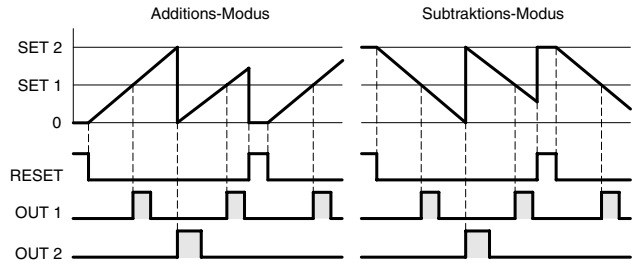 Additions-Modus
Subtraktions-Modus
SET 2
SET 1
0
RESET
OUT 1
OUT 2